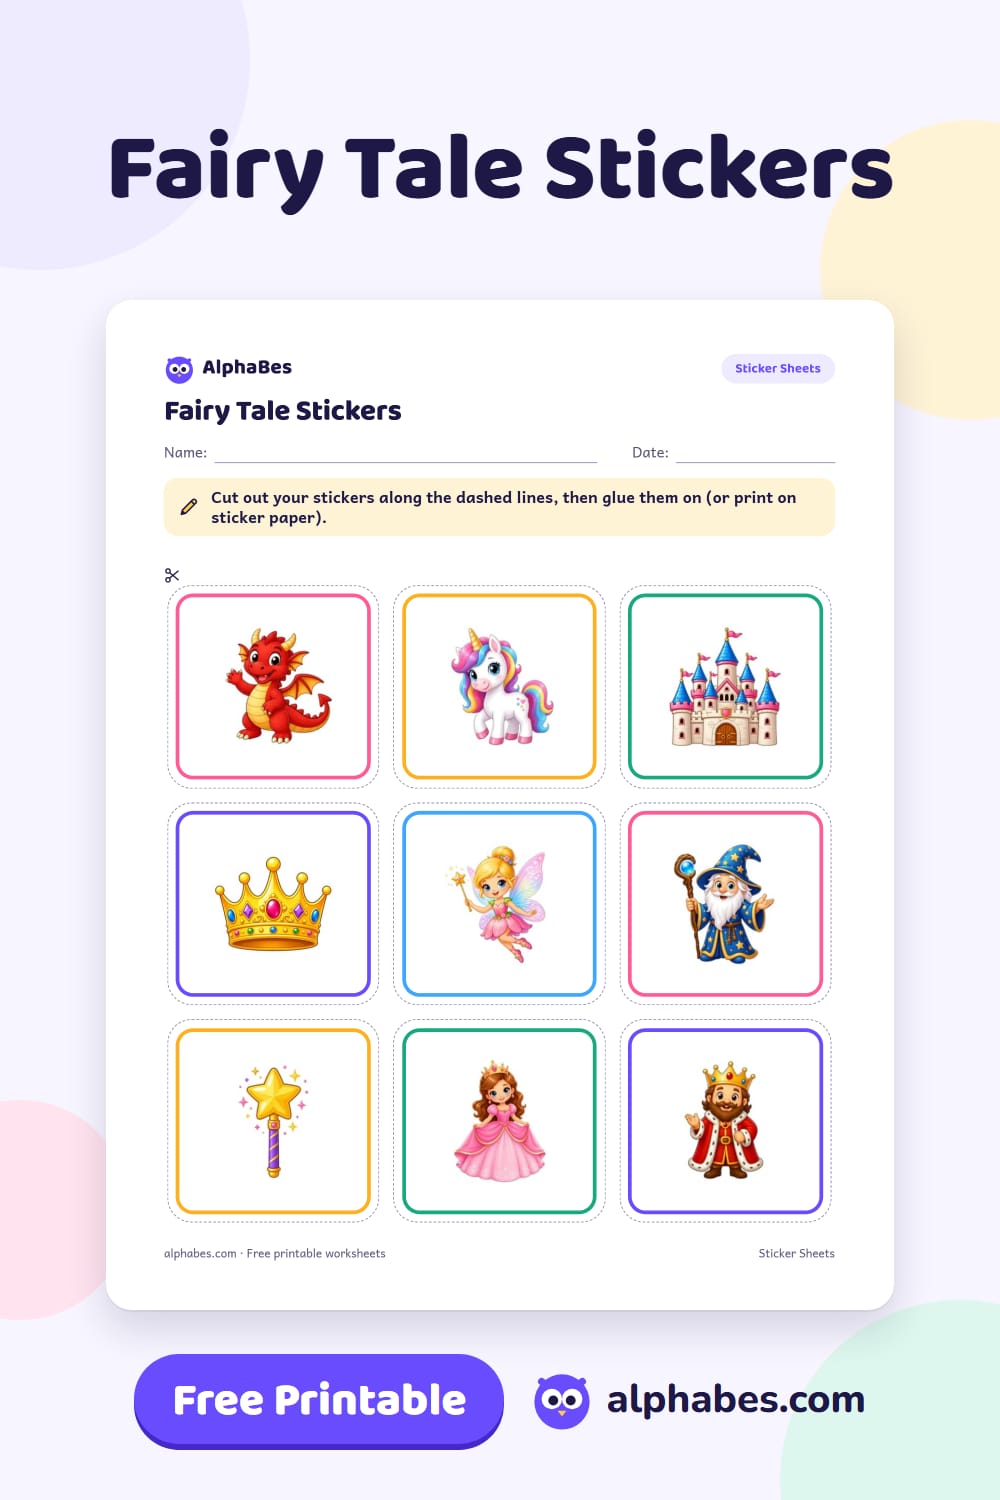 Fairy Tale Stickers
AlphaBes
Sticker Sheets
Fairy Tale Stickers
Name:
Date:
Cut out your stickers along the dashed lines, then glue them on (or print on
sticker paper).
alphabes.com · Free printable worksheets
Sticker Sheets
Free Printable
alphabes.com